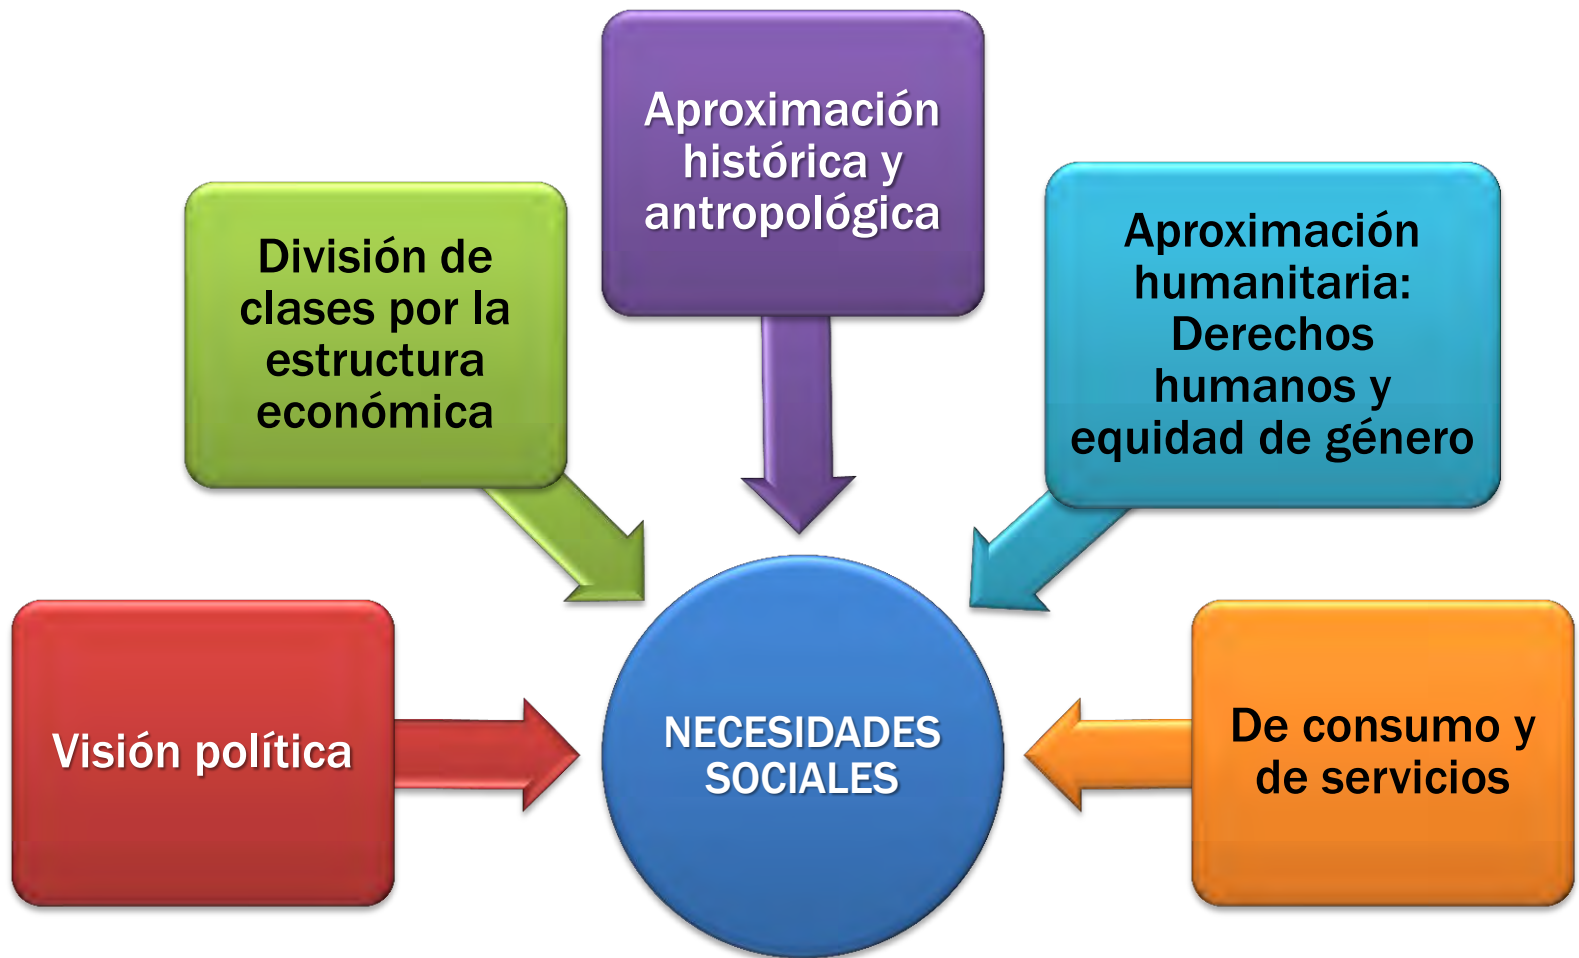 Aproximación
histórica y
antropológica
División de
clases por la
estructura
económica
Aproximación
humanitaria:
Derechos
humanos y
equidad de género
Visión política
NECESIDADES
SOCIALES
De consumo y
de servicios